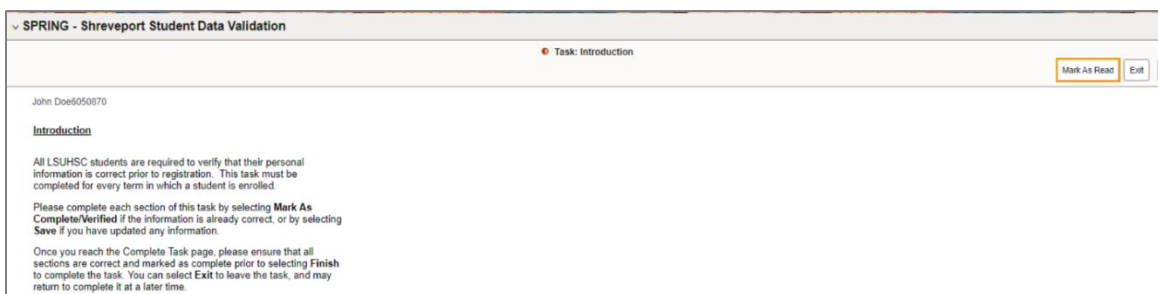 SPRING - Shreveport Student Data Validation
Task: Introduction
Mark As Read Exit
John Doe6050870
Introduction
All LSUHSC students are required to verify that their personal
information is correct prior to registration. This task must be
completed for every term in which a student is enrolled.
Please complete each section of this task by selecting Mark As
Complete/Verified if the information is already correct, or by selecting
Save if you have updated any information.
Once you reach the Complete Task page, please ensure that all
sections are correct and marked as complete prior to selecting Finish
to complete the task. You can select Exit to leave the task, and may
return to complete it at a later time.